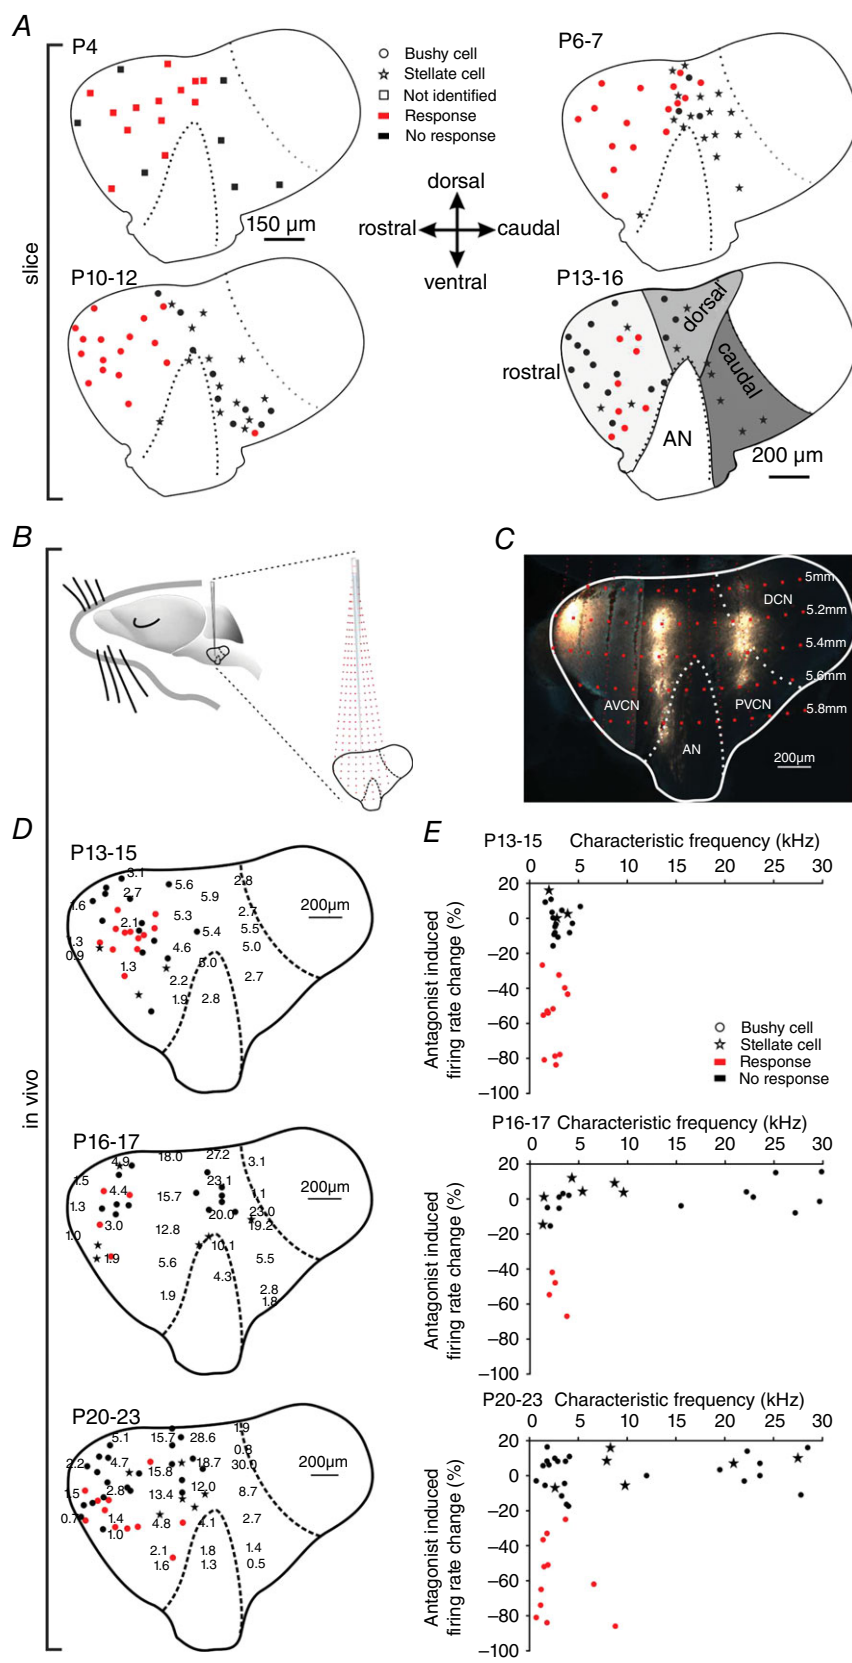 A
P4
P6-7
Bushy cell
Stellate cell
Not identified
Response
No response
150 µm
dorsal
rostral
caudal
ventral
slice
P10-12
P13-16
dorsal
caudal
rostral
AN
200 µm
B
C
5mm
DCN
5.2mm
5.4mm
5.6mm
AVCN
PVCN
5.8mm
AN
200µm
in vivo
D
P13-15
3.1
5.6
2.8
1.6
2.7
5.9
200µm
2.7
2.1
5.3
5.5
5.4
1.3
4.6
5.0
0.9
5.0
1.3
2.2
2.7
1.9
2.8
P16-17
4.9
18.0
27.2
3.1
1.5
4.4
23.1
200µm
15.7
1.1
1.3
20.0
23.0
3.0
12.8
19.2
1.0
10.1
1.9
5.6
5.5
4.3
1.9
2.8
1.8
P20-23
5.1
15.7
28.6
1.9
0.8
2.2
4.7
15.8
18.7
30.0
200µm
1.5
2.8
13.4
12.0
8.7
0.7
1.4
4.8
4.1
2.7
1.0
2.1
1.8
1.4
1.6
1.3
0.5
E
P13-15
Characteristic frequency (kHz)
0 5 10 15 20 25 30
20
0
−20
−40
−60
−80
−100
Antagonist induced
firing rate change (%)
Bushy cell
Stellate cell
Response
No response
P16-17 Characteristic frequency (kHz)
0 5 10 15 20 25 30
20
0
−20
−40
−60
−80
−100
Antagonist induced
firing rate change (%)
P20-23 Characteristic frequency (kHz)
0 5 10 15 20 25 30
20
0
−20
−40
−60
−80
−100
Antagonist induced
firing rate change (%)